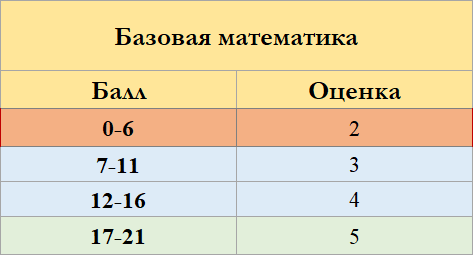 Базовая математика
Балл Оценка
0-6 2
7-11 3
12-16 4
17-21 5